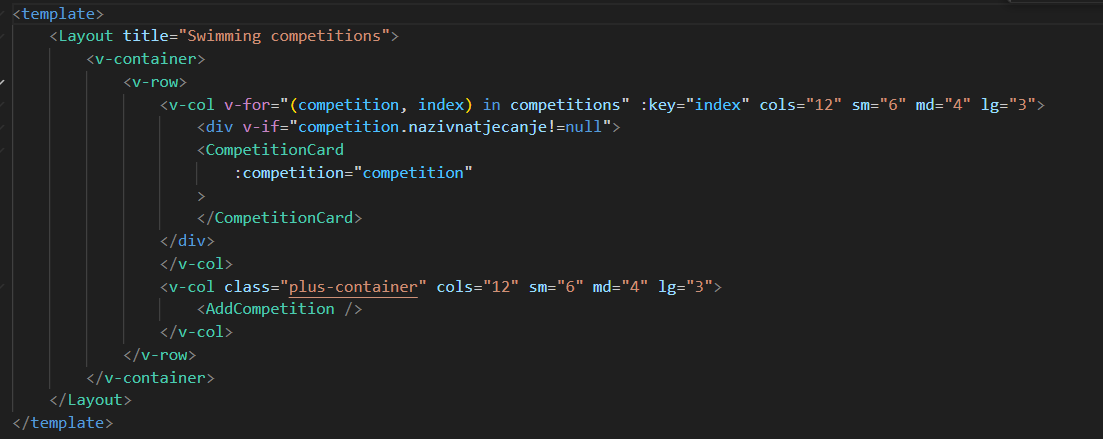 <template>
    <Layout title="Swimming competitions">
        <v-container>
            <v-row>
                <v-col v-for="(competition, index) in competitions" :key="index" cols="12" sm="6" md="4" lg="3">
                    <div v-if="competition.nazivnatjecanje!=null">
                    <CompetitionCard
                        :competition="competition"
                    >
                    </CompetitionCard>
                </div>
                </v-col>
                <v-col class="plus-container" cols="12" sm="6" md="4" lg="3">
                    <AddCompetition />
                </v-col>
            </v-row>
        </v-container>
    </Layout>
</template>